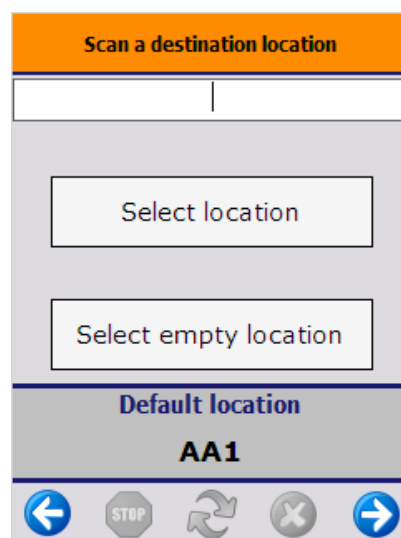 Scan a destination location
Select location
Select empty location
Default location
AA1
STOP